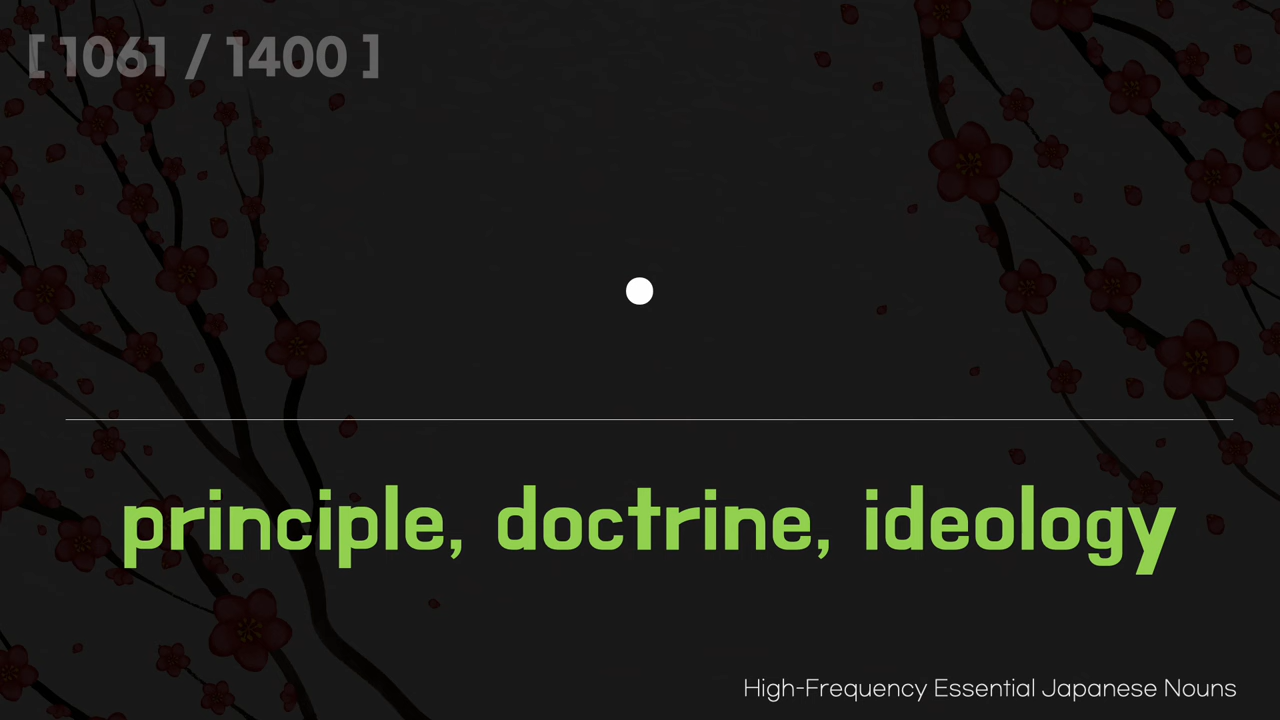 [ 1061 / 1400 ]
principle, doctrine, ideology
High-Frequency Essential Japanese Nouns